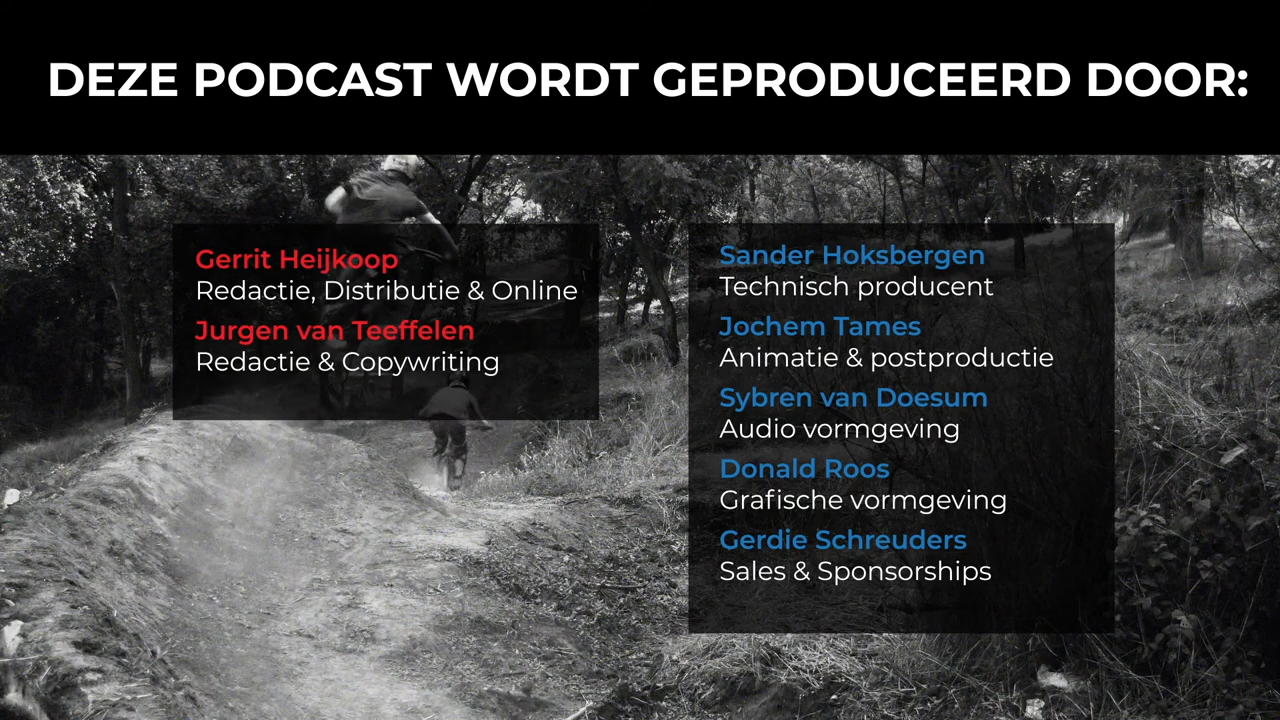 DEZE PODCAST WORDT GEPRODUCEERD DOOR:
Gerrit Heijkoop
Redactie, Distributie & Online
Jurgen van Teeffelen
Redactie & Copywriting
Sander Hoksbergen
Technisch producent
Jochem Tames
Animatie & postproductie
Sybren van Doesum
Audio vormgeving
Donald Roos
Grafische vormgeving
Gerdie Schreuders
Sales & Sponsorships